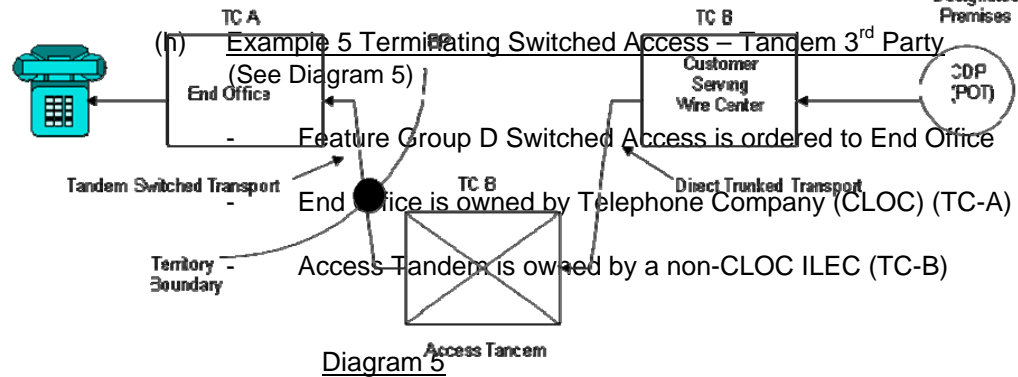 Designated
Premises
TC A
TC B
(h) Example 5 Terminating Switched Access – Tandem 3rd Party
BP
(See Diagram 5)
Customer
Serving
Wire Center
CDP
(POT)
End Office
- Feature Group D Switched Access is ordered to End Office
Tandem Switched Transport
TC B
Direct Trunked Transport
- End Office is owned by Telephone Company (CLOC) (TC-A)
Territory
Boundary
- Access Tandem is owned by a non-CLOC ILEC (TC-B)
Access Tandem
Diagram 5